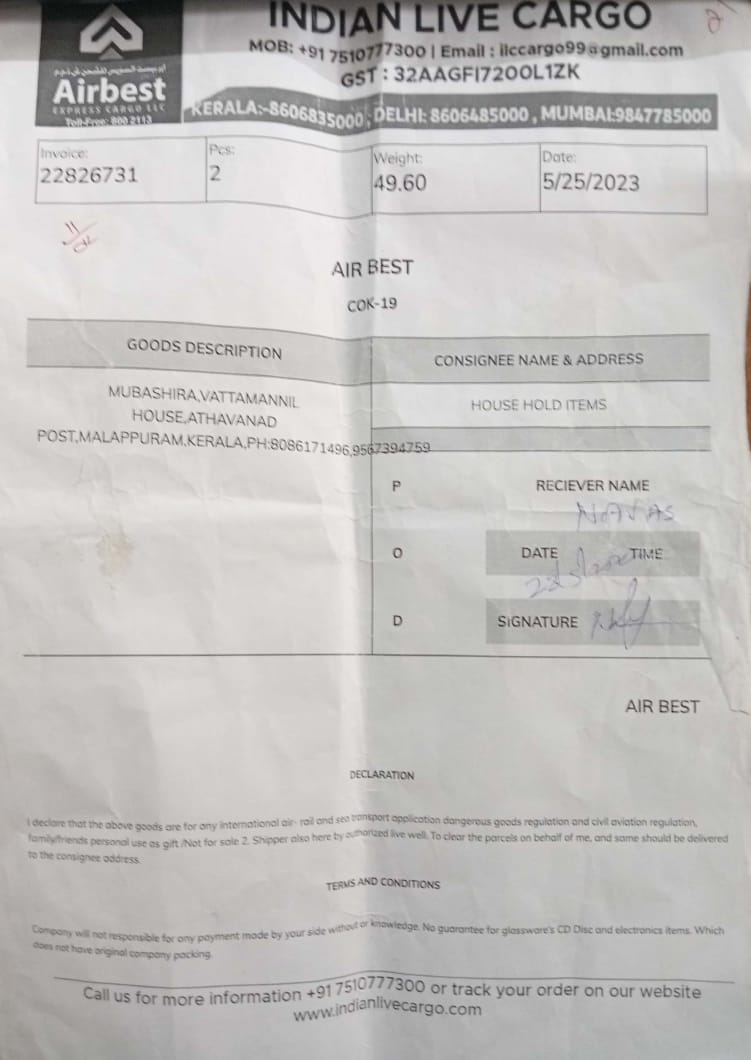 INDIAN LIVE CARGO
MOB: +91 7510777300 | Email : ilccargo99@gmail.com
GST : 32AAGFI7200L1ZK
Airbest
EXPRESS CARGO LLC
Toll-Free: 800 2113
KERALA:-8606835000, DELHI: 8606485000 , MUMBAI:9847785000
Invoice: Pcs: Weight: Date:
22826731 2 49.60 5/25/2023
AIR BEST
COK-19
GOODS DESCRIPTION CONSIGNEE NAME & ADDRESS
MUBASHIRA,VATTAMANNIL
HOUSE,ATHAVANAD
POST,MALAPPURAM,KERALA,PH:8086171496,9567394759
HOUSE HOLD ITEMS
P RECIEVER NAME
NAVAS
O DATE TIME
D SIGNATURE
AIR BEST
DECLARATION
I declare that the above goods are for any international air- rail and sea transport application dangerous goods regulation and civil aviation regulation,
family/friends personal use as gift /Not for sale 2. Shipper also here by authorized live well. To clear the parcels on behalf of me, and same should be delivered
to the consignee address.
TERMS AND CONDITIONS
Company will not responsible for any payment made by your side without or knowledge. No guarantee for glassware's CD Disc and electronics items. Which
does not have original company packing.
Call us for more information +91 7510777300 or track your order on our website
www.indianlivecargo.com